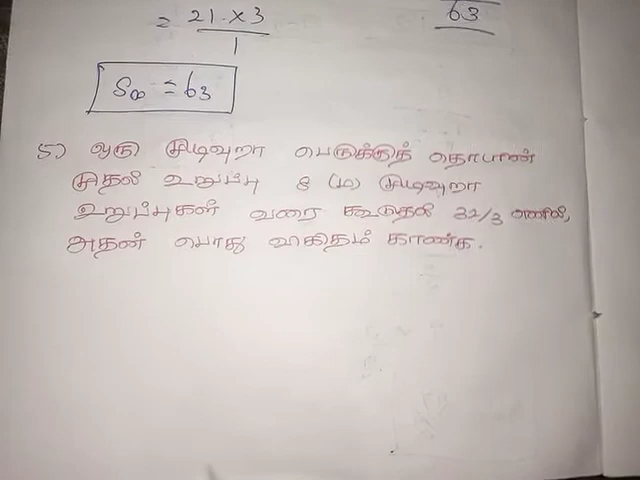 = 21 × 3
1
63
S∞ = 63
5) ஒரு முடிவுறா பெருக்குத் தொடரின்
முதல் உறுப்பு 8 (ம) முடிவுறா
உறுப்புகள் வரை கூடுதல் 32/3 எனில்,
அதன் பொது விகிதம் காண்க.